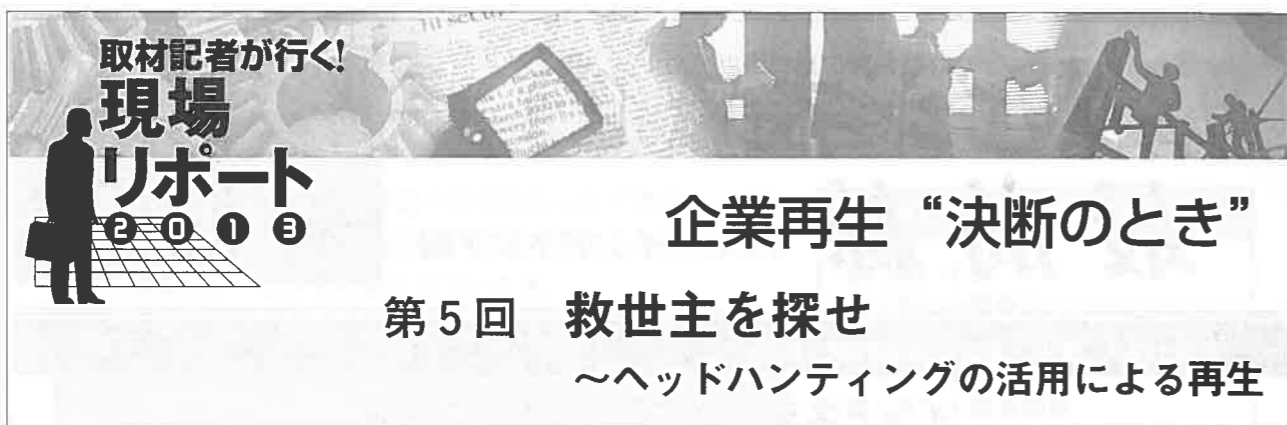 取材記者が行く!
現場
リポート
2013
企業再生 “決断のとき”
第5回 救世主を探せ
～ヘッドハンティングの活用による再生